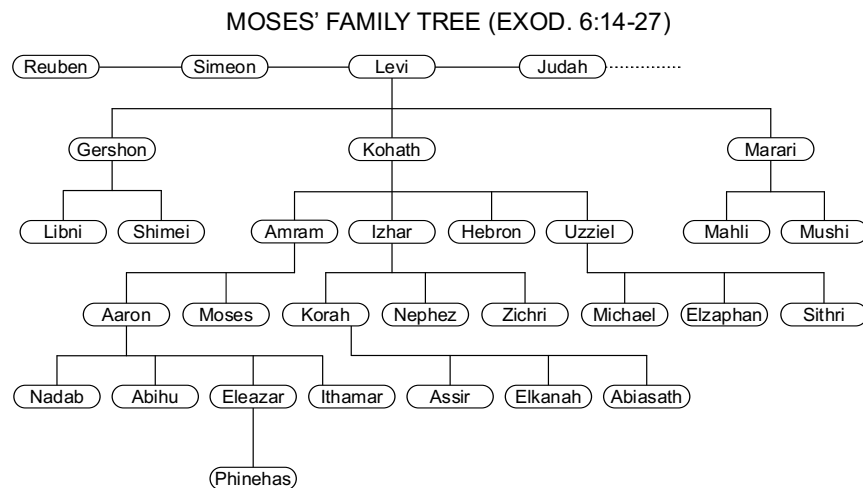 MOSES' FAMILY TREE (EXOD. 6:14-27)
Reuben Simeon Levi Judah
Gershon Kohath Marari
Libni Shimei Amram Izhar Hebron Uzziel Mahli Mushi
Aaron Moses Korah Nephez Zichri Michael Elzaphan Sithri
Nadab Abihu Eleazar Ithamar Assir Elkanah Abiasath
Phinehas